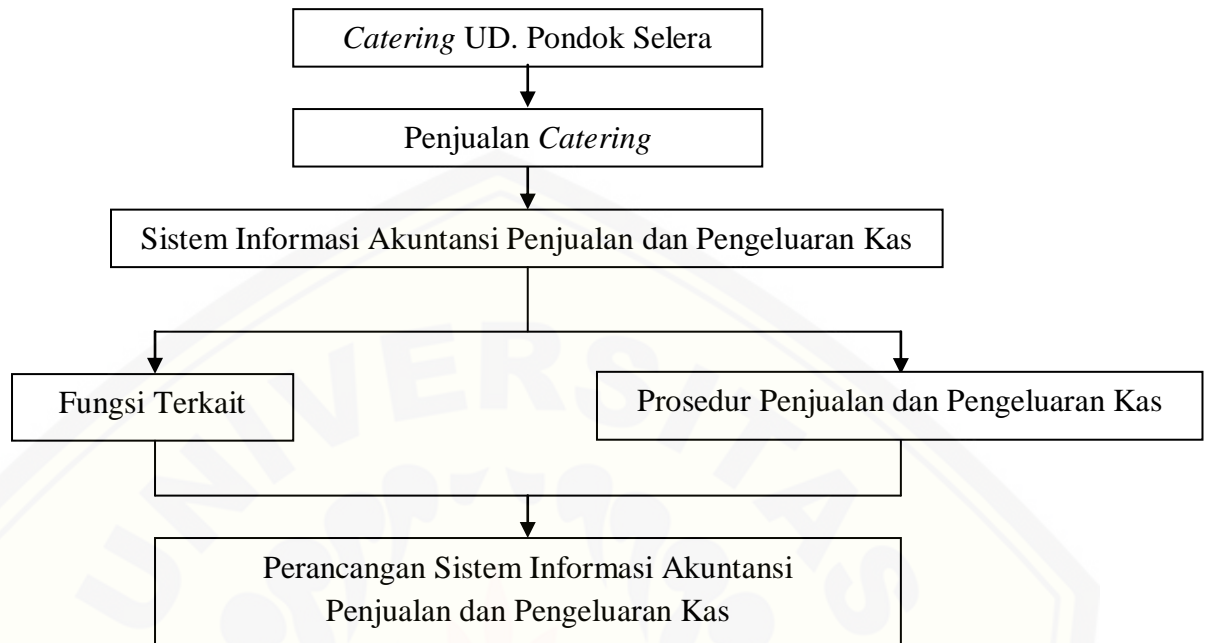 Catering UD. Pondok Selera
Penjualan Catering
Sistem Informasi Akuntansi Penjualan dan Pengeluaran Kas
Fungsi Terkait
Prosedur Penjualan dan Pengeluaran Kas
Perancangan Sistem Informasi Akuntansi
Penjualan dan Pengeluaran Kas
UNIVERSITAS